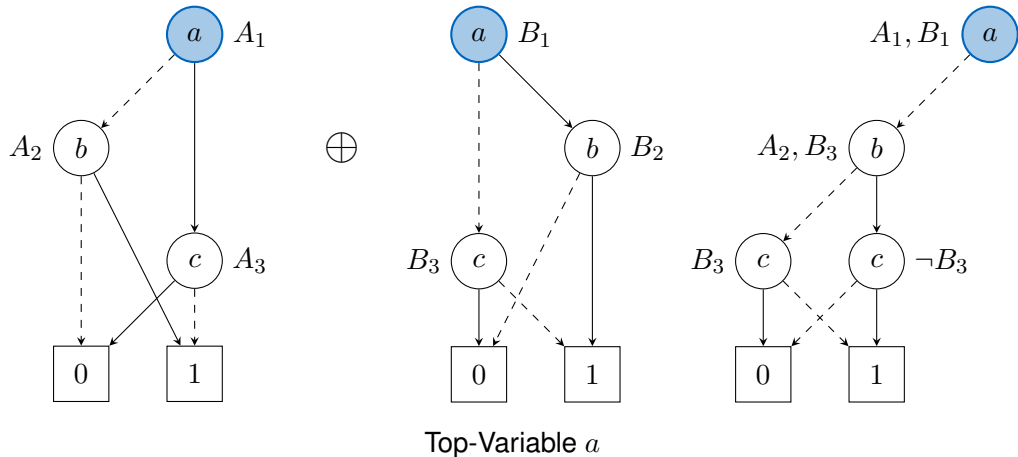 a A₁ a B₁ A₁, B₁ a
A₂ b ⊕ b B₂ A₂, B₃ b
c A₃ B₃ c B₃ c c ¬B₃
0 1 0 1 0 1
Top-Variable a